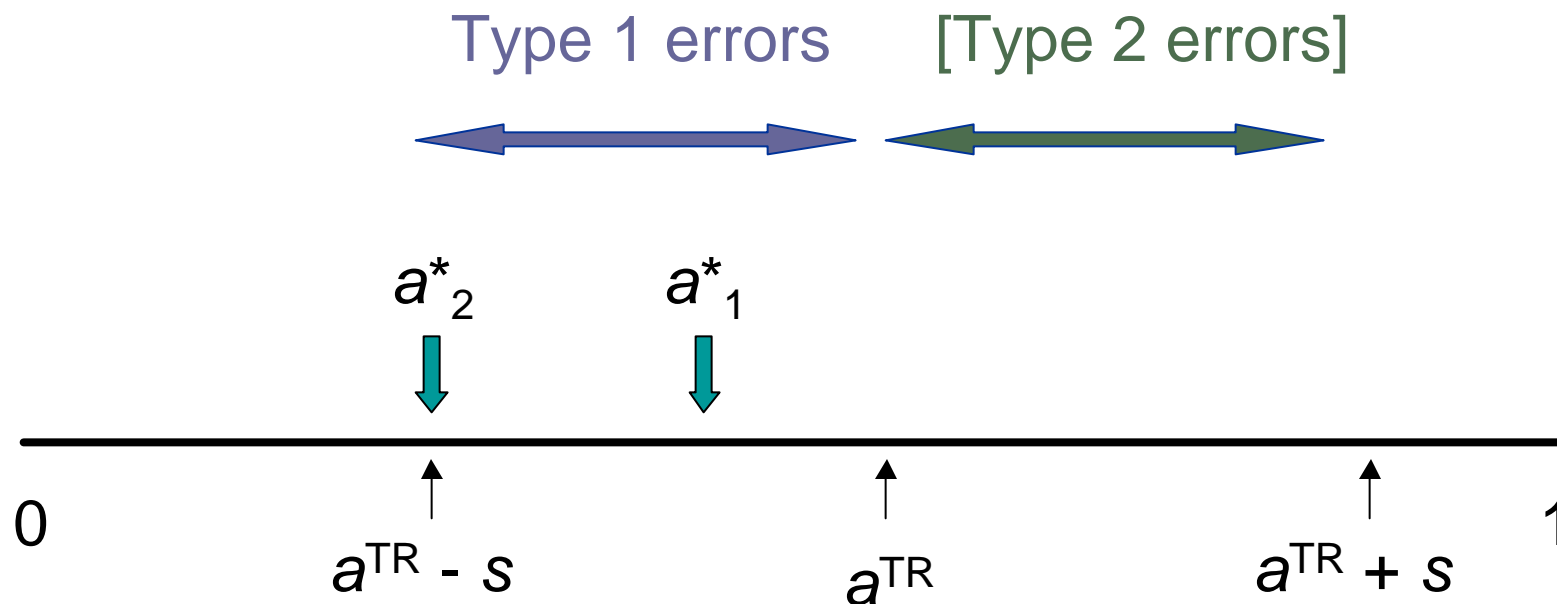 Type 1 errors [Type 2 errors]
a*₂ a*₁
0 1
aᵀᴿ - s aᵀᴿ aᵀᴿ + s